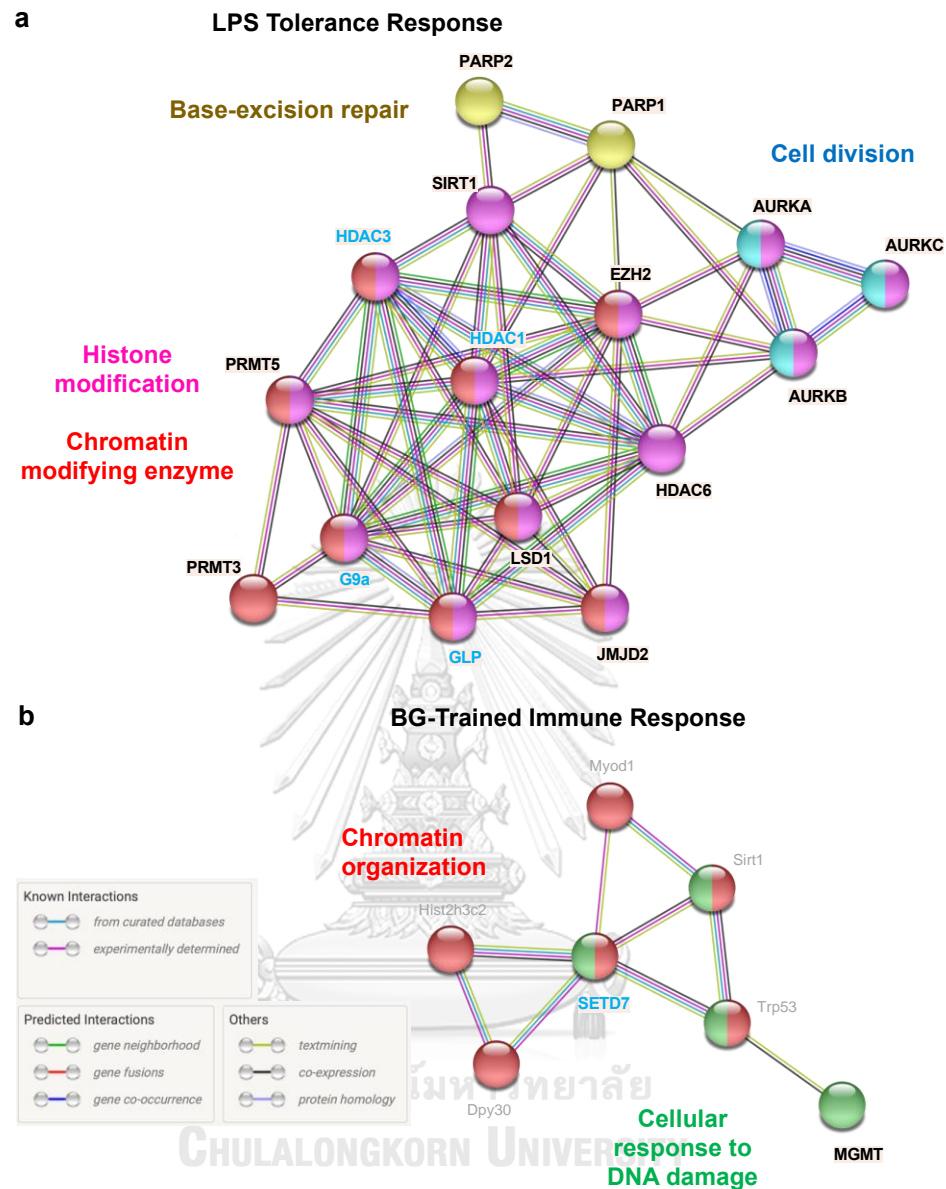 a
LPS Tolerance Response
PARP2
Base-excision repair
PARP1
Cell division
SIRT1
AURKA
HDAC3
AURKC
EZH2
HDAC1
Histone
modification
PRMT5
AURKB
Chromatin
modifying enzyme
HDAC6
LSD1
PRMT3
G9a
GLP
JMJD2
b
BG-Trained Immune Response
Myod1
Chromatin
organization
Sirt1
Hist2h3c2
Known Interactions
from curated databases
experimentally determined
SETD7
Trp53
Predicted Interactions
gene neighborhood
gene fusions
gene co-occurrence
Others
textmining
co-expression
protein homology
Dpy30
Cellular
response to
DNA damage
MGMT
CHULALONGKORN UNIVERSITY